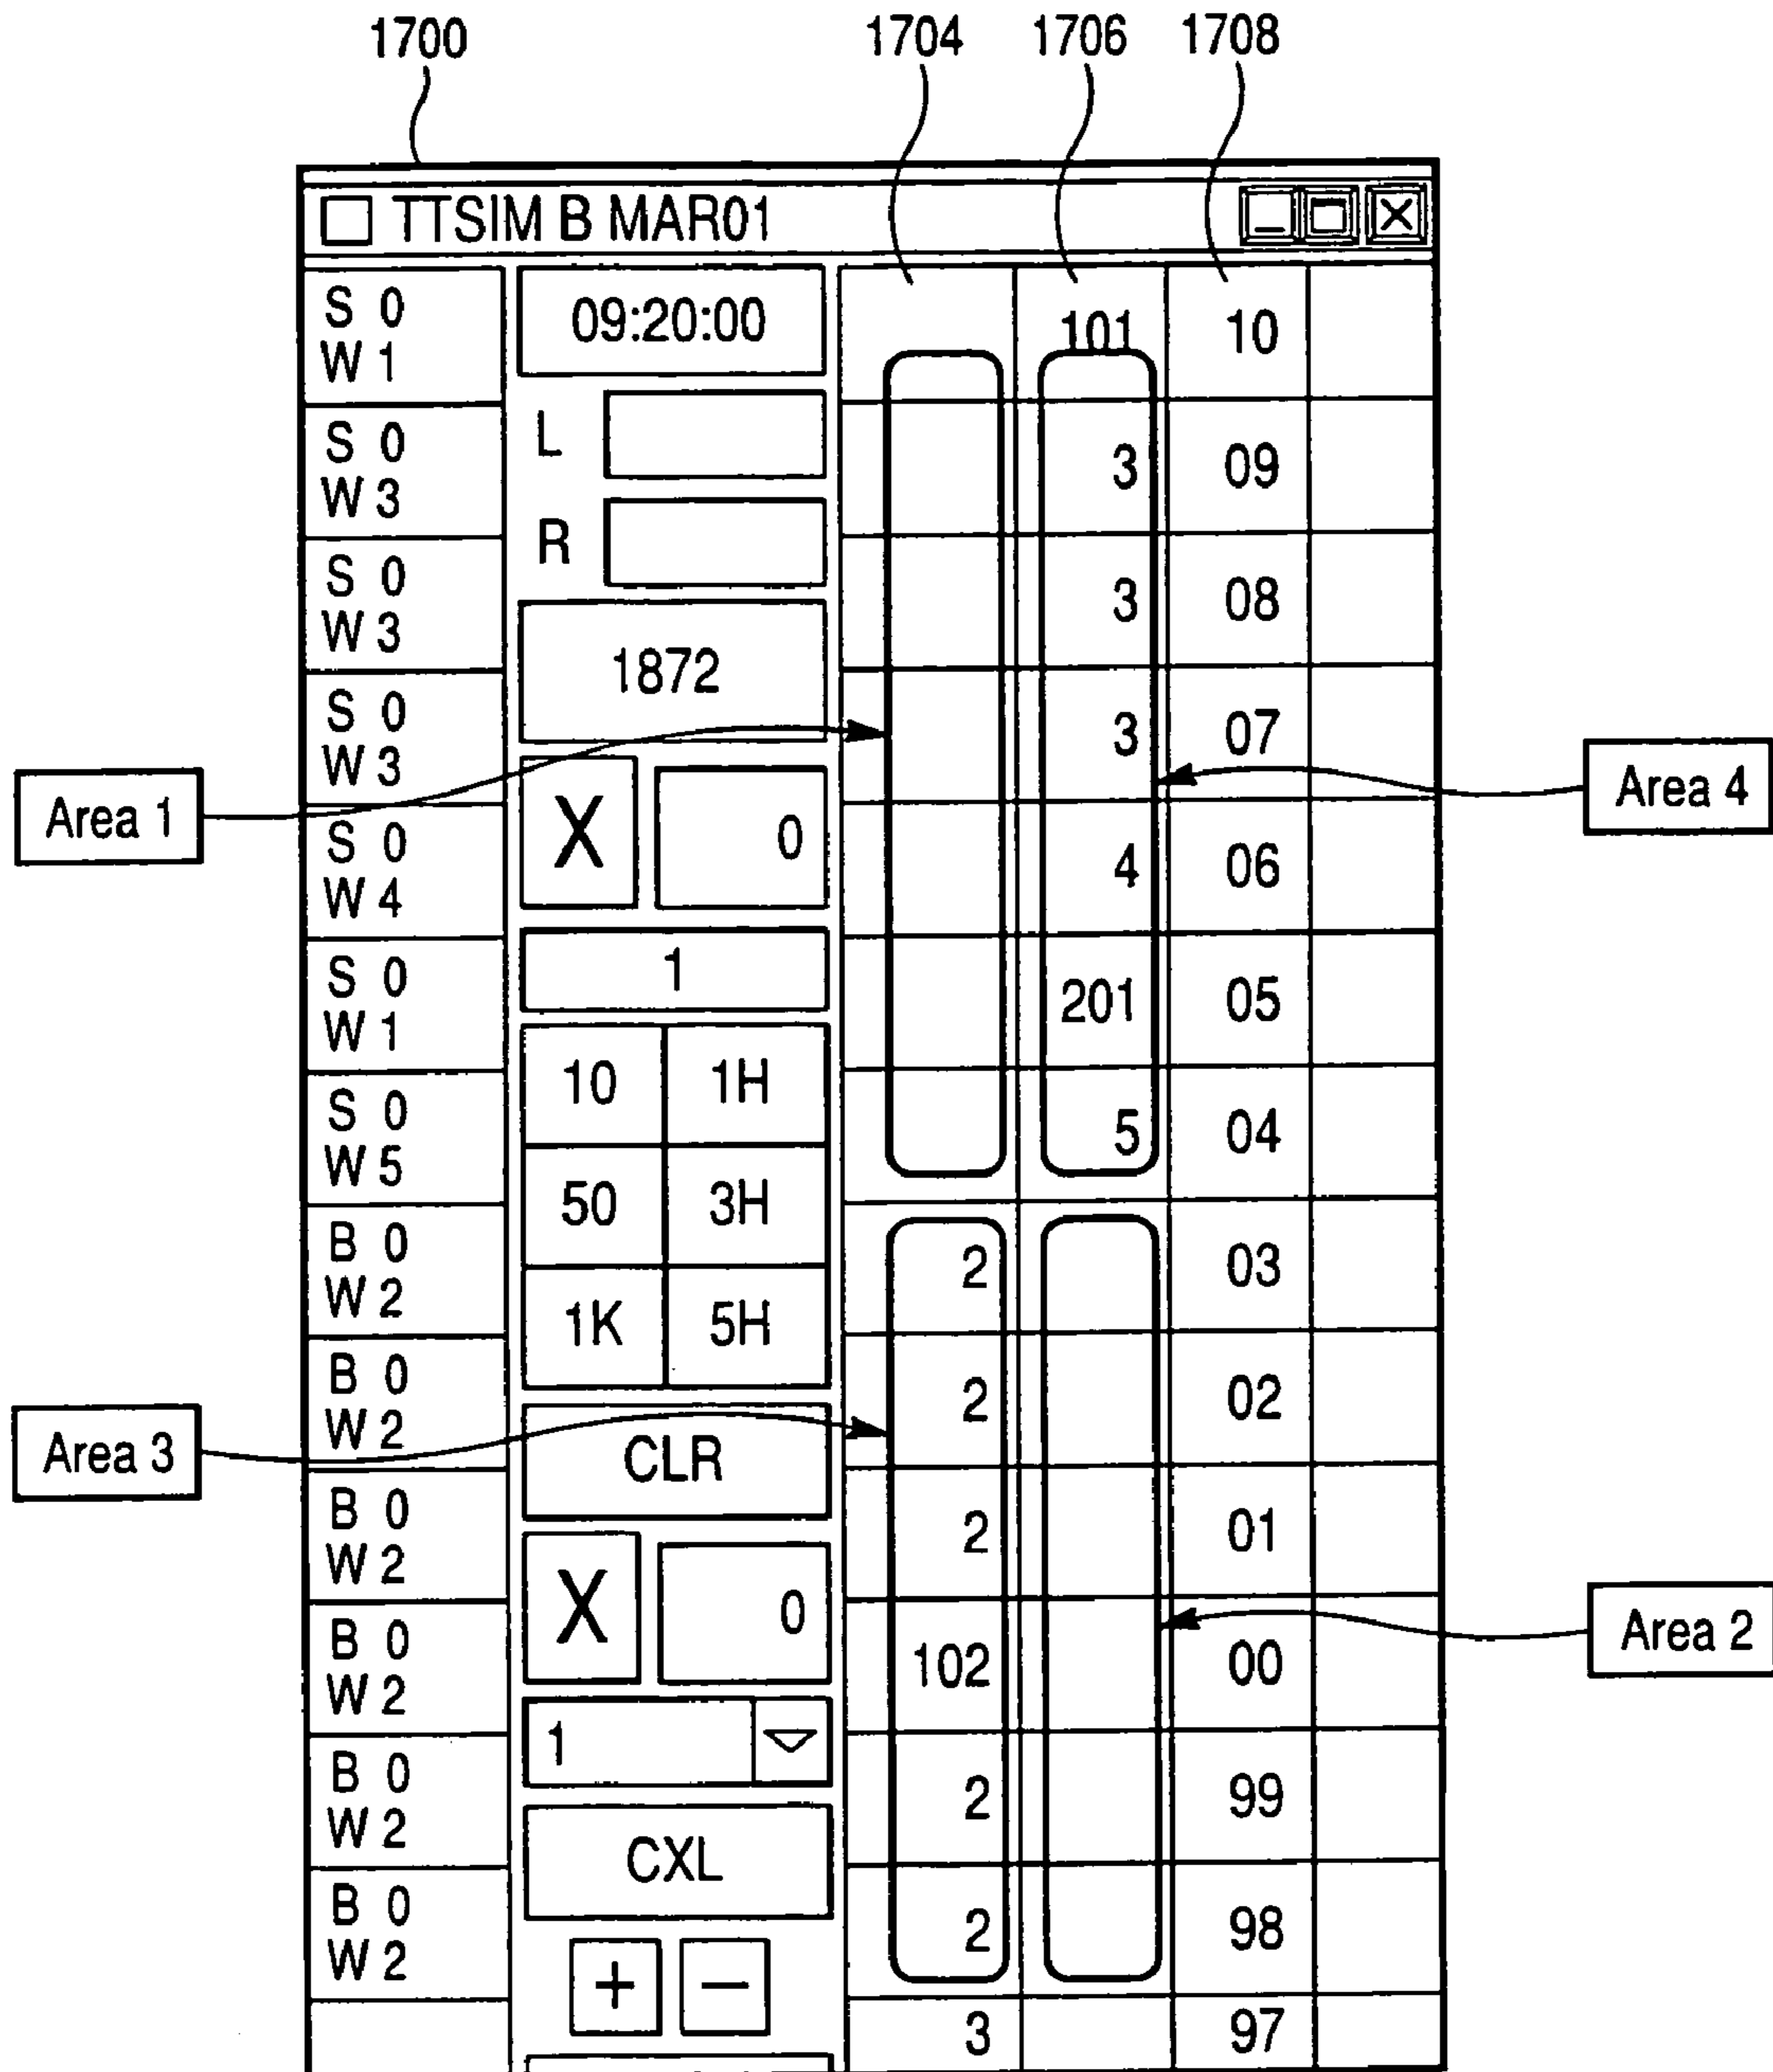 1700 1704 1706 1708
TTSIM B MAR01
S 0
W 1
09:20:00
101 10
S 0
W 3
L
3 09
S 0
W 3
R
3 08
S 0
W 3
1872
3 07
Area 1
Area 4
S 0
W 4
X 0
4 06
S 0
W 1
1
201 05
S 0
W 5
10 1H
5 04
B 0
W 2
50 3H
2 03
B 0
W 2
1K 5H
2 02
Area 3
B 0
W 2
CLR
2 01
B 0
W 2
X 0
102 00
Area 2
B 0
W 2
1
2 99
B 0
W 2
CXL
2 98
+ −
3 97